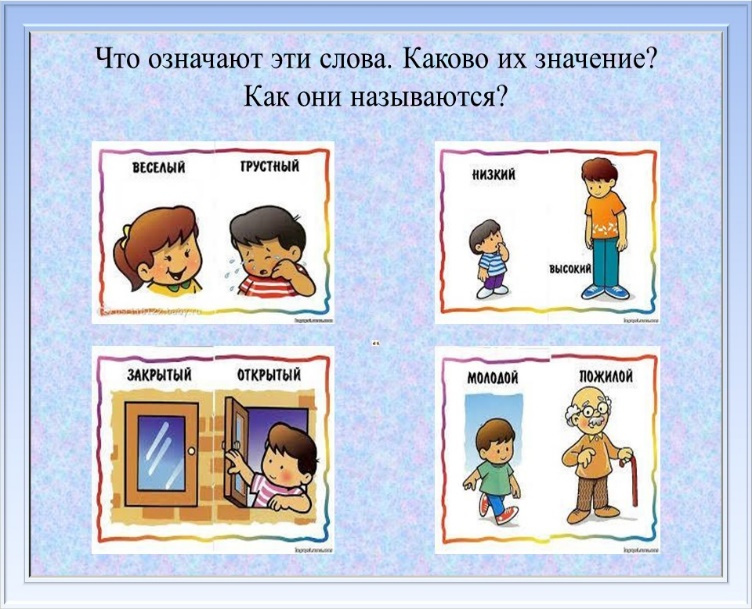 Что означают эти слова. Каково их значение?
Как они называются?
ВЕСЕЛЫЙ ГРУСТНЫЙ
НИЗКИЙ
ВЫСОКИЙ
ЗАКРЫТЫЙ ОТКРЫТЫЙ
МОЛОДОЙ ПОЖИЛОЙ